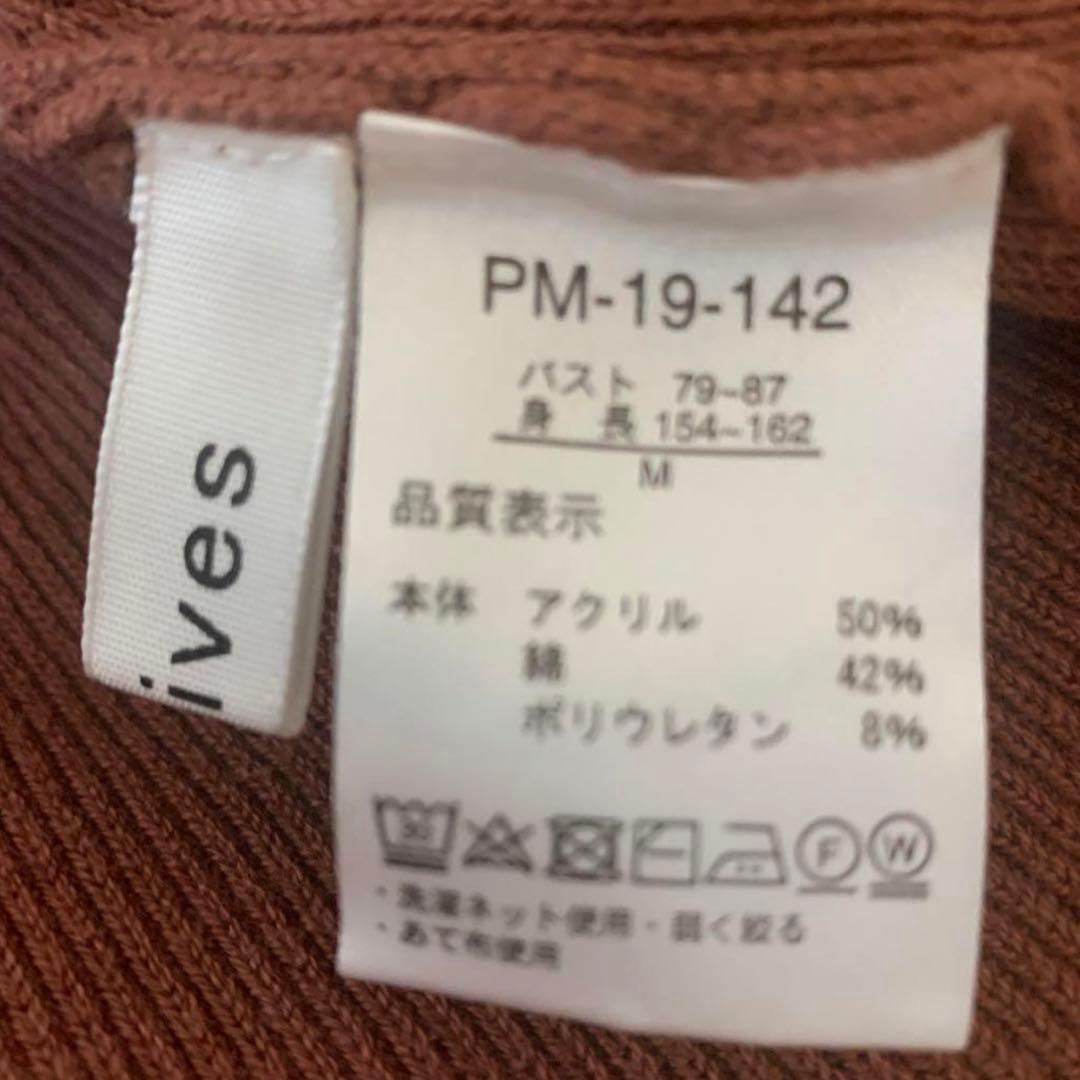 ives
PM-19-142
バスト 79~87
身 長 154~162
M
品質表示
本体 アクリル 50%
綿 42%
ポリウレタン 8%
30 F W
・洗濯ネット使用・弱く絞る
・あて布使用